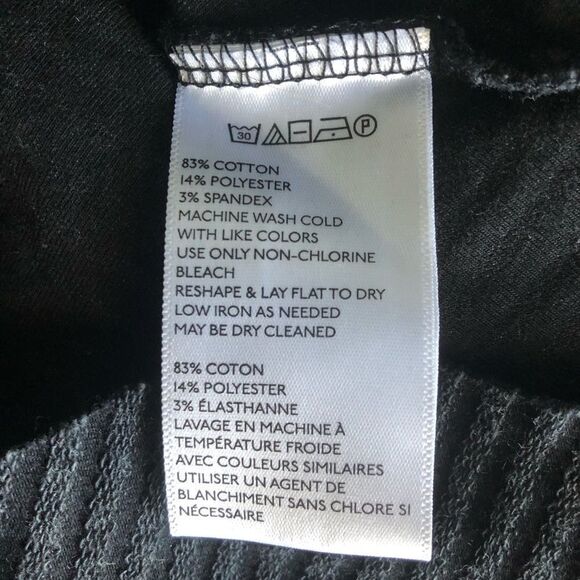 30 P
83% COTTON
14% POLYESTER
3% SPANDEX
MACHINE WASH COLD
WITH LIKE COLORS
USE ONLY NON-CHLORINE
BLEACH
RESHAPE & LAY FLAT TO DRY
LOW IRON AS NEEDED
MAY BE DRY CLEANED
83% COTON
14% POLYESTER
3% ÉLASTHANNE
LAVAGE EN MACHINE À
TEMPÉRATURE FROIDE
AVEC COULEURS SIMILAIRES
UTILISER UN AGENT DE
BLANCHIMENT SANS CHLORE SI
NÉCESSAIRE